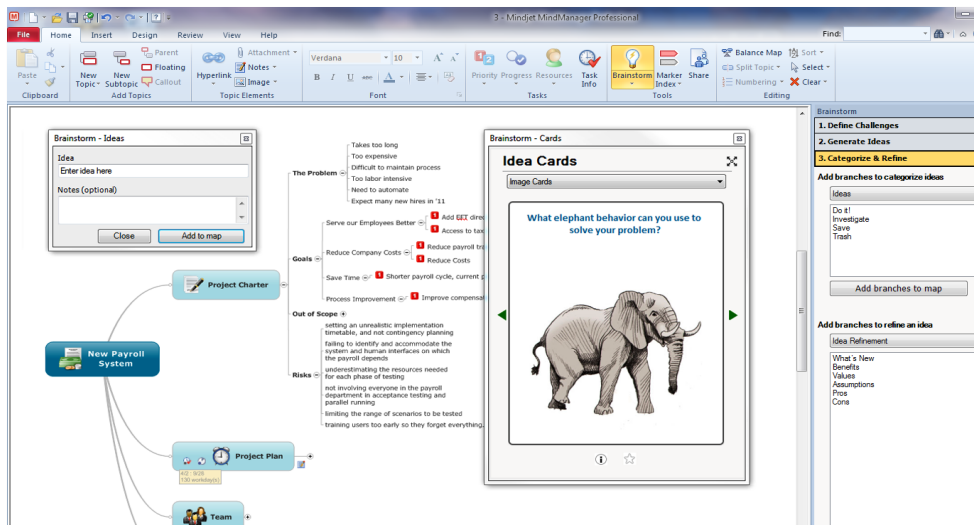 3 - Mindjet MindManager Professional
File Home Insert Design Review View Help
Find:
Paste
Clipboard
New Topic
New Subtopic
Parent
Floating
Callout
Add Topics
Hyperlink
Attachment
Notes
Image
Topic Elements
Verdana 10
B I U abc A
Font
Priority Progress Resources Task Info
Tasks
Brainstorm Marker Index Share
Tools
Balance Map
Split Topic
Numbering
Sort
Select
Clear
Editing
Brainstorm - Ideas
Idea
Enter idea here
Notes (optional)
Close
Add to map
New Payroll
System
Project Charter
The Problem
Takes too long
Too expensive
Difficult to maintain process
Too labor intensive
Need to automate
Expect many new hires in '11
Goals
Serve our Employees Better
1 Add EFT direc
1 Access to tax
Reduce Company Costs
1 Reduce payroll tra
1 Reduce Costs
Save Time
1 Shorter payroll cycle, current p
Process Improvement
1 Improve compensat
Out of Scope
Risks
setting an unrealistic implementation
timetable, and not contingency planning
failing to identify and accommodate the
system and human interfaces on which
the payroll depends
underestimating the resources needed
for each phase of testing
not involving everyone in the payroll
department in acceptance testing and
parallel running
limiting the range of scenarios to be tested
training users too early so they forget everything.
Project Plan
130 workday(s)
Team
Brainstorm - Cards
Idea Cards
Image Cards
What elephant behavior can you use to
solve your problem?
Brainstorm
1. Define Challenges
2. Generate Ideas
3. Categorize & Refine
Add branches to categorize ideas
Ideas
Do it!
Investigate
Save
Trash
Add branches to map
Add branches to refine an idea
Idea Refinement
What's New
Benefits
Values
Assumptions
Pros
Cons